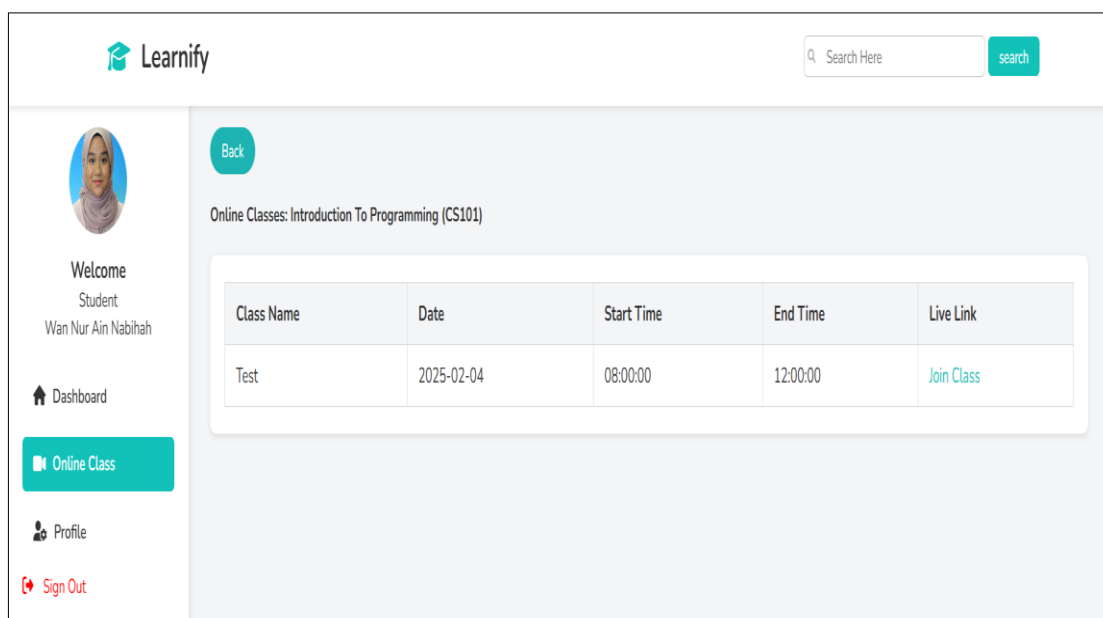 Learnify
Search Here
search
Welcome
Student
Wan Nur Ain Nabihah
Dashboard
Online Class
Profile
Sign Out
Back
Online Classes: Introduction To Programming (CS101)
Class Name Date Start Time End Time Live Link
Test 2025-02-04 08:00:00 12:00:00 Join Class